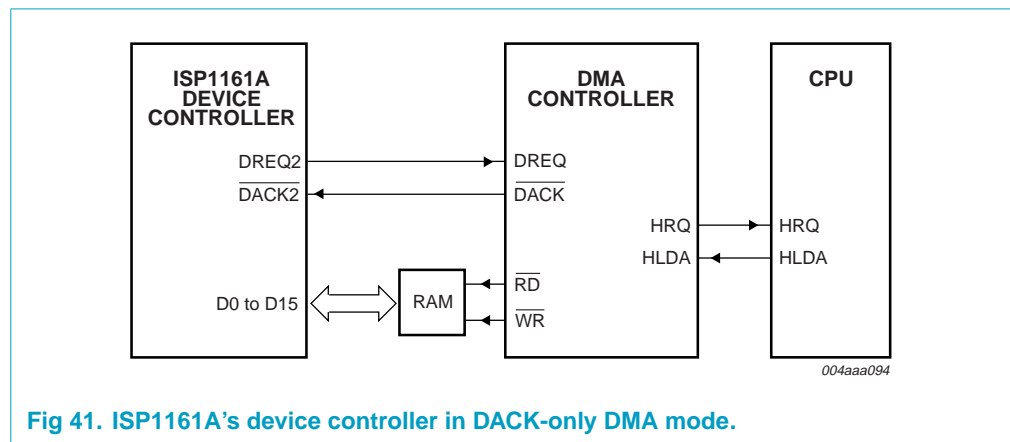 ISP1161A
DEVICE
CONTROLLER
DMA
CONTROLLER
CPU
DREQ2
DREQ
DACK2
DACK
HRQ
HRQ
HLDA
HLDA
D0 to D15
RAM
RD
WR
004aaa094
Fig 41. ISP1161A's device controller in DACK-only DMA mode.